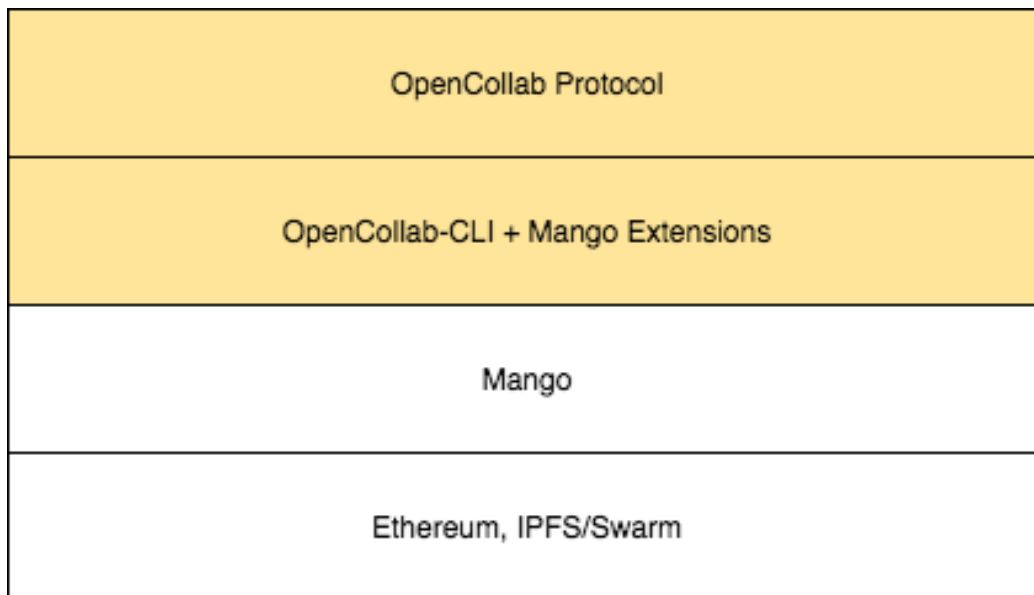 OpenCollab Protocol
OpenCollab-CLI + Mango Extensions
Mango
Ethereum, IPFS/Swarm